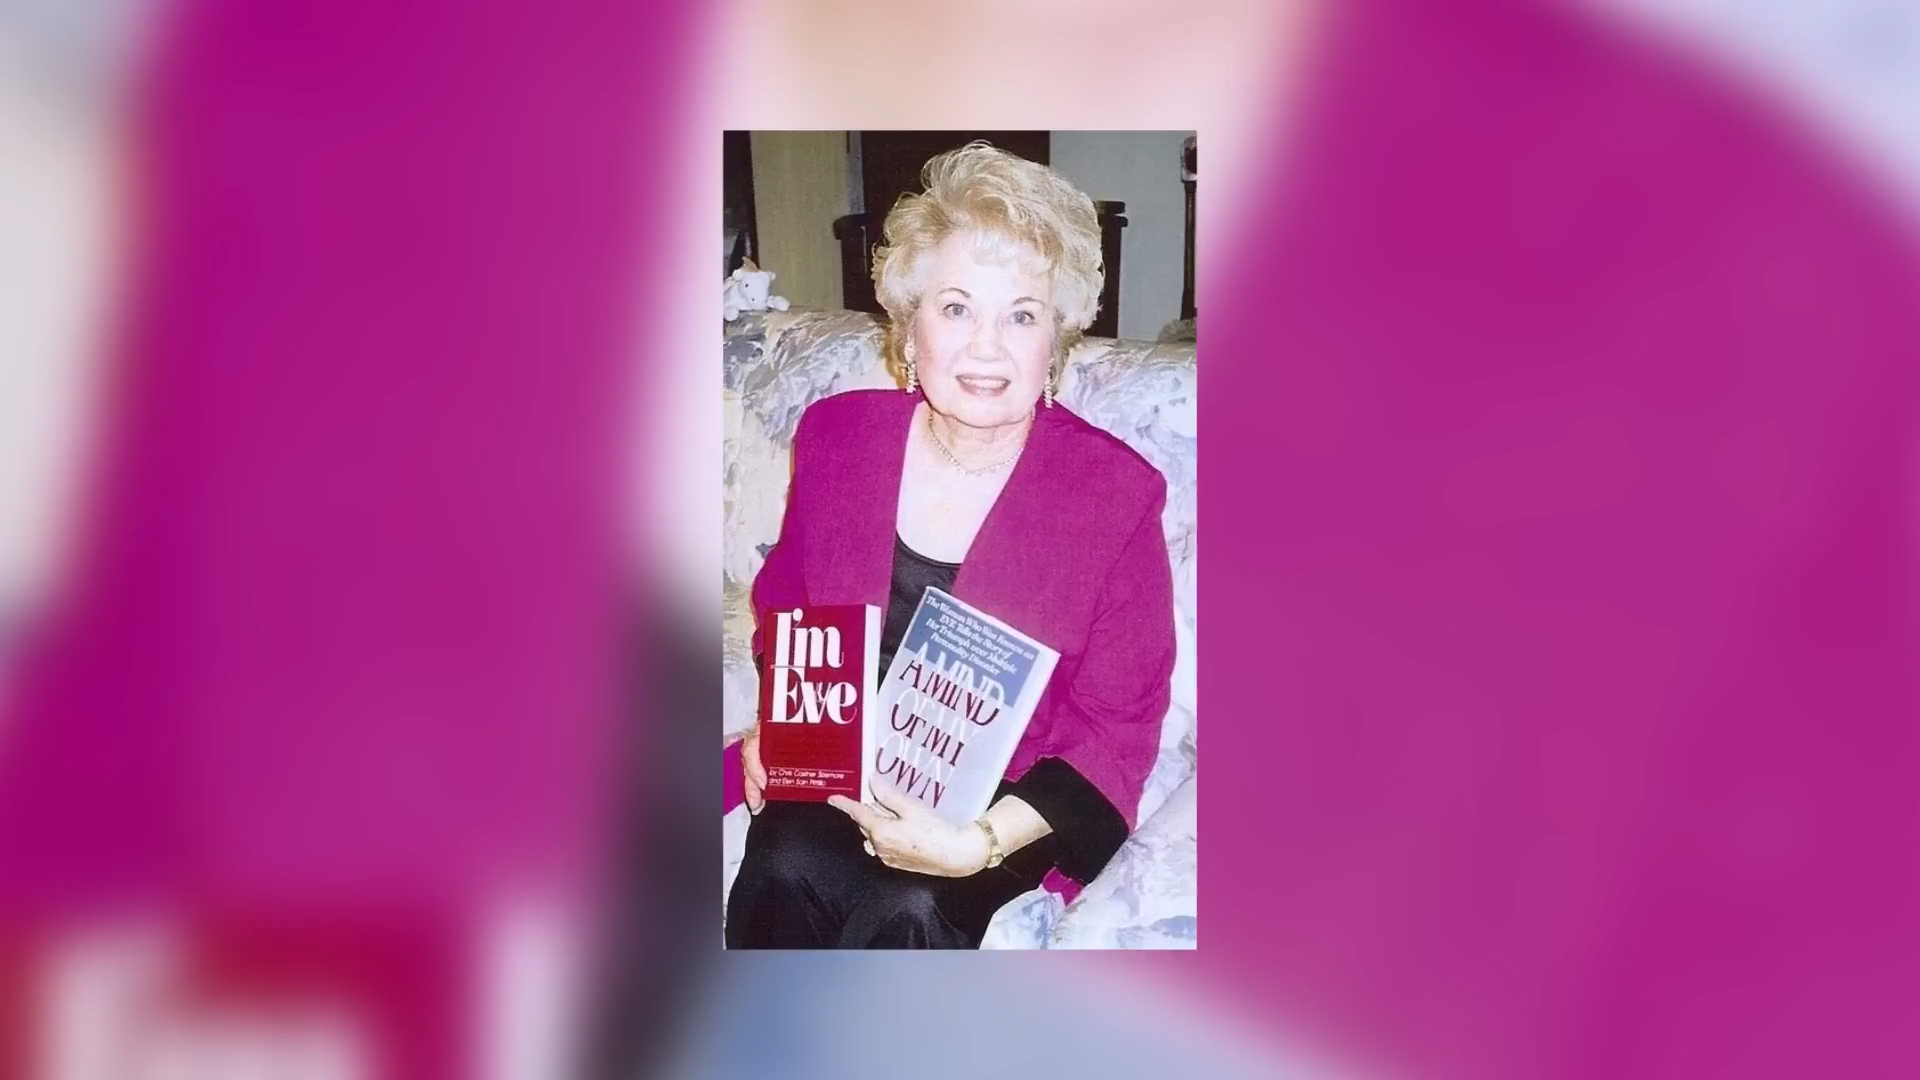 I'm
Eve
by Chris Costner Sizemore
and Elen Sain Pittillo
The Woman Who Was Known as
EVE Tells the Story of
Her Triumph over Multiple
Personality Disorder
A MIND
OF MY
OWN